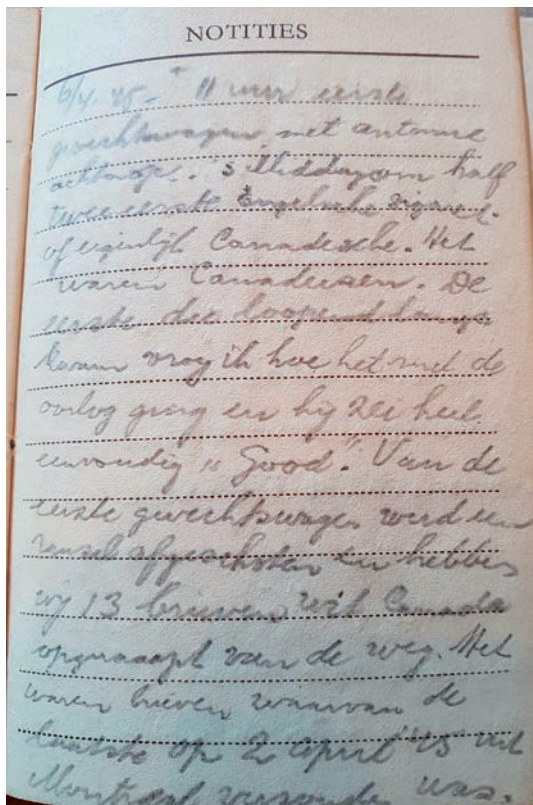 NOTITIES
6/4.45 - 11 uur eerste
gevechtswagen met antenne
achterop. 's Middags om half
twee eerste Engelsche
of eigenlijk Canadesche. Het
waren Canadeezen. De
eerste die loopend langs
kwam vroeg ik hoe het met de
oorlog ging en hij zei heel
eenvoudig „Good". Van de
eerste gevechtswagen werd een
ransel afgeschoten en hebben
wij 13 brieven uit Canada
opgeraapt van de weg. Het
waren brieven waarvan de
laatste op 2 april '45 uit
Montreal verzonden was.